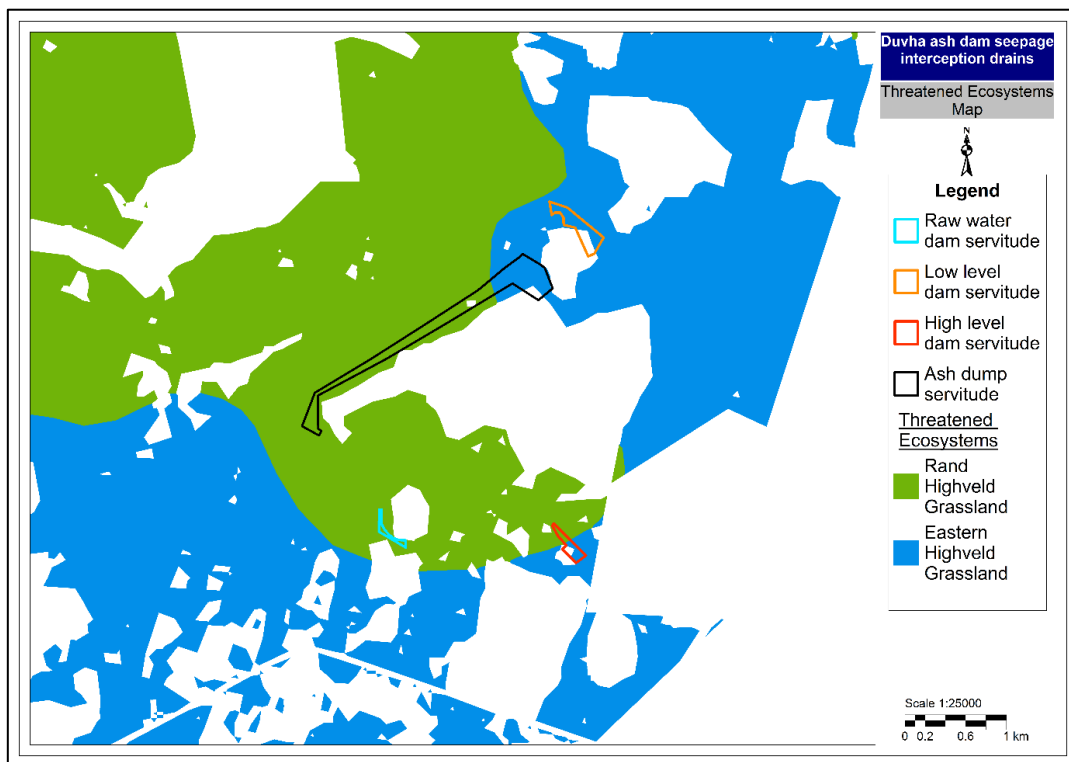 Duvha ash dam seepage
interception drains
Threatened Ecosystems
Map
N
Legend
Raw water
dam servitude
Low level
dam servitude
High level
dam servitude
Ash dump
servitude
Threatened
Ecosystems
Rand
Highveld
Grassland
Eastern
Highveld
Grassland
Scale 1:25000
0 0.2 0.6 1 km